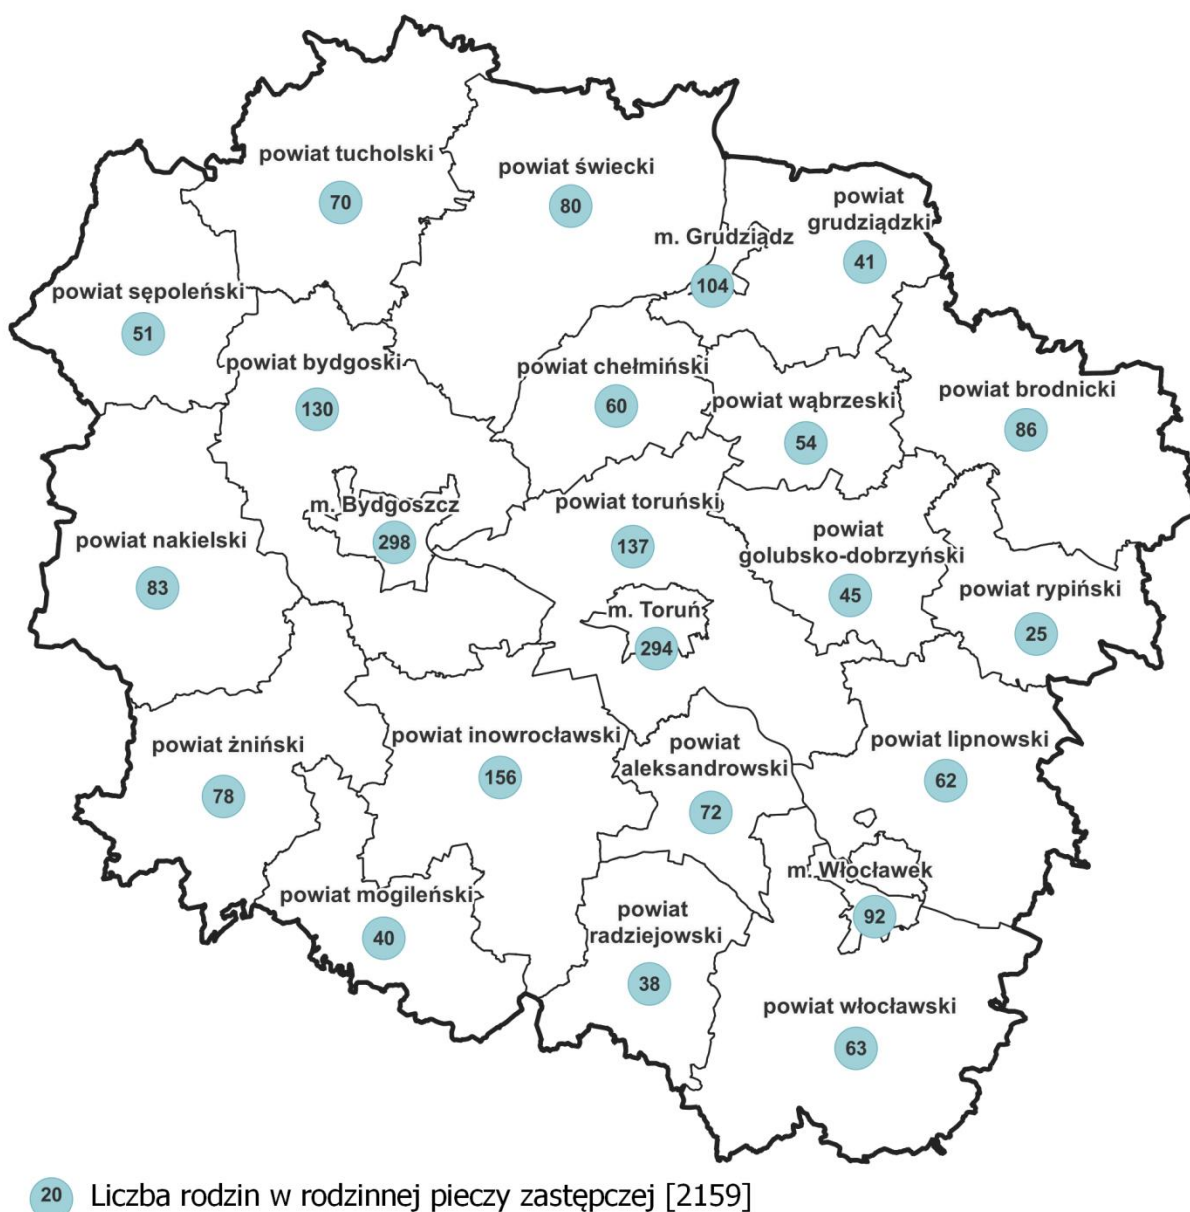 powiat tucholski
70
powiat świecki
80
powiat
grudziądzki
41
m. Grudziądz
104
powiat sępoleński
51
powiat bydgoski
130
powiat chełmiński
60
powiat wąbrzeski
54
powiat brodnicki
86
m. Bydgoszcz
298
powiat nakielski
83
powiat toruński
137
powiat
golubsko-dobrzyński
45
powiat rypiński
25
m. Toruń
294
powiat żniński
78
powiat inowrocławski
156
powiat
aleksandrowski
72
powiat lipnowski
62
m. Włocławek
92
powiat mogileński
40
powiat
radziejowski
38
powiat włocławski
63
20 Liczba rodzin w rodzinnej pieczy zastępczej [2159]